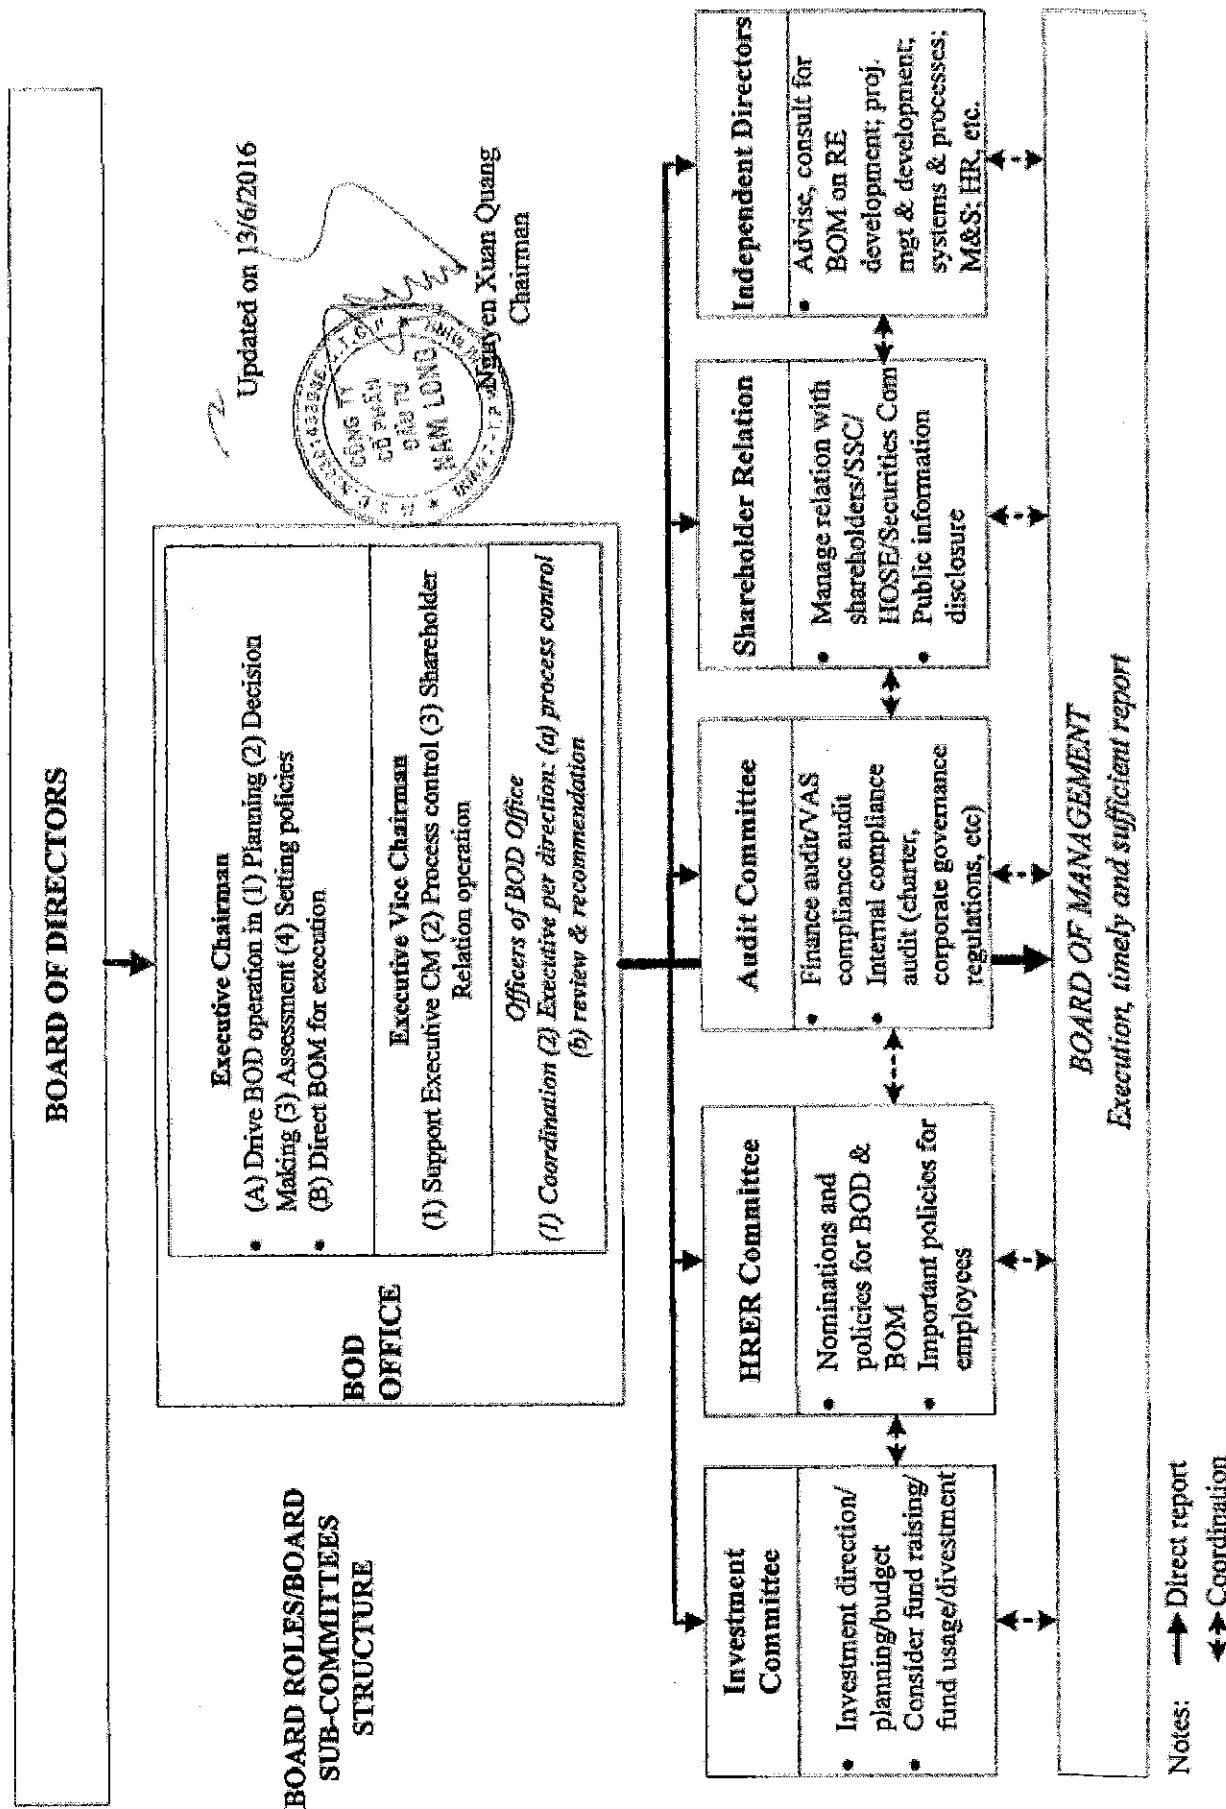 BOARD OF DIRECTORS
BOARD ROLES/BOARD
SUB-COMMITTEES
STRUCTURE
Updated on 13/6/2016
BOD
OFFICE
Executive Chairman
• (A) Drive BOD operation in (1) Planning (2) Decision
Making (3) Assessment (4) Setting policies
• (B) Direct BOM for execution
Executive Vice Chairman
(1) Support Executive CM (2) Process control (3) Shareholder
Relation operation
Officers of BOD Office
(1) Coordination (2) Executive per direction: (a) process control
(b) review & recommendation
CÔNG TY
CỔ PHẦN
ĐẦU TƯ
NAM LONG
Nguyen Xuan Quang
Chairman
Investment
Committee
• Investment direction/
planning/budget
• Consider fund raising/
fund usage/divestment
HRER Committee
• Nominations and
policies for BOD &
BOM
• Important policies for
employees
Audit Committee
• Finance audit/VAS
compliance audit
• Internal compliance
audit (charter,
corporate governance
regulations, etc)
Shareholder Relation
• Manage relation with
shareholders/SSC/
HOSE/Securities Com
• Public information
disclosure
Independent Directors
• Advise, consult for
BOM on RE
development; proj.
mgt & development;
systems & processes;
M&S; HR, etc.
BOARD OF MANAGEMENT
Execution, timely and sufficient report
Notes: Direct report
Coordination